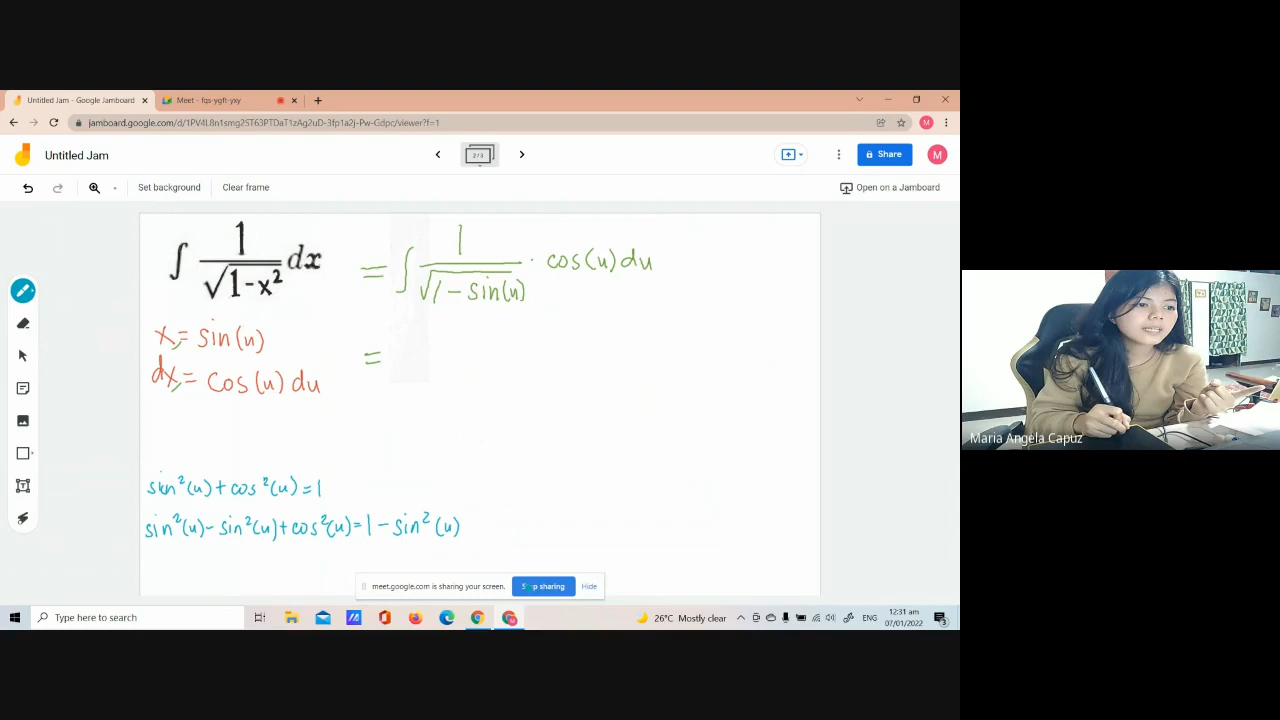 Untitled Jam - Google Jamboard
Meet - fqs-ygft-yxy
jamboard.google.com/d/1PV4L8n1smg2ST63PTDaT1zAg2uD-3fp1a2j-Pw-Gdpc/viewer?f=1
Untitled Jam
2/3
Share
M
Set background
Clear frame
Open on a Jamboard
∫ 1/√(1-x²) dx = ∫ 1/√(1-sin(u)) · cos(u) du
x = sin(u)
=
dx = cos(u) du
sin²(u) + cos²(u) = 1
sin²(u) - sin²(u) + cos²(u) = 1 - sin²(u)
Maria Angela Capuz
meet.google.com is sharing your screen.
Stop sharing
Hide
Type here to search
26°C Mostly clear
ENG
12:31 am
07/01/2022
3